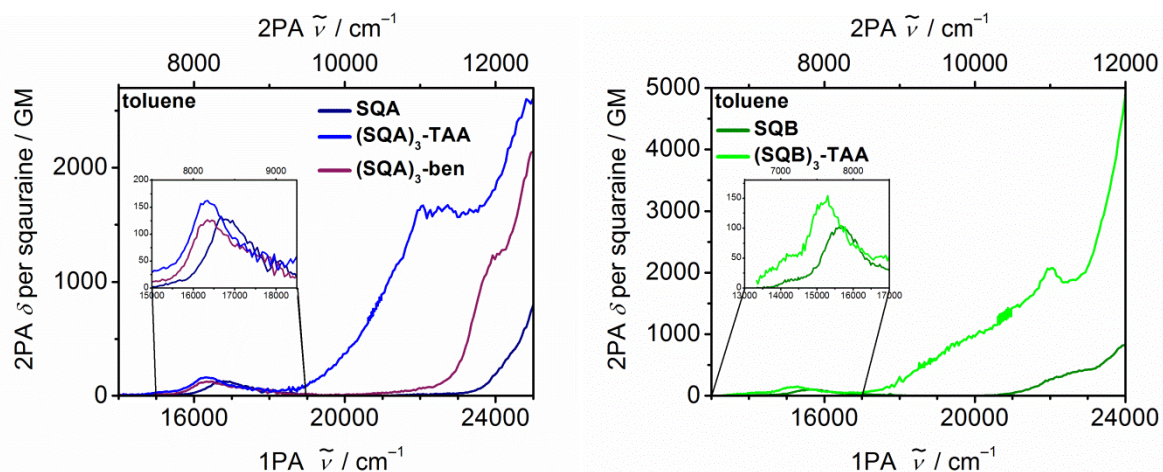 2PA ν̃ / cm⁻¹
8000 10000 12000
toluene
SQA
(SQA)₃-TAA
(SQA)₃-ben
2PA δ per sqauraine / GM
2000
1000
0
8000 9000
200
150
100
50
0
15000 16000 17000 18000
16000 20000 24000
1PA ν̃ / cm⁻¹
2PA ν̃ / cm⁻¹
8000 10000 12000
toluene
SQB
(SQB)₃-TAA
2PA δ per squaraine / GM
5000
4000
3000
2000
1000
0
7000 8000
150
100
50
0
13000 14000 15000 16000 17000
16000 20000 24000
1PA ν̃ / cm⁻¹